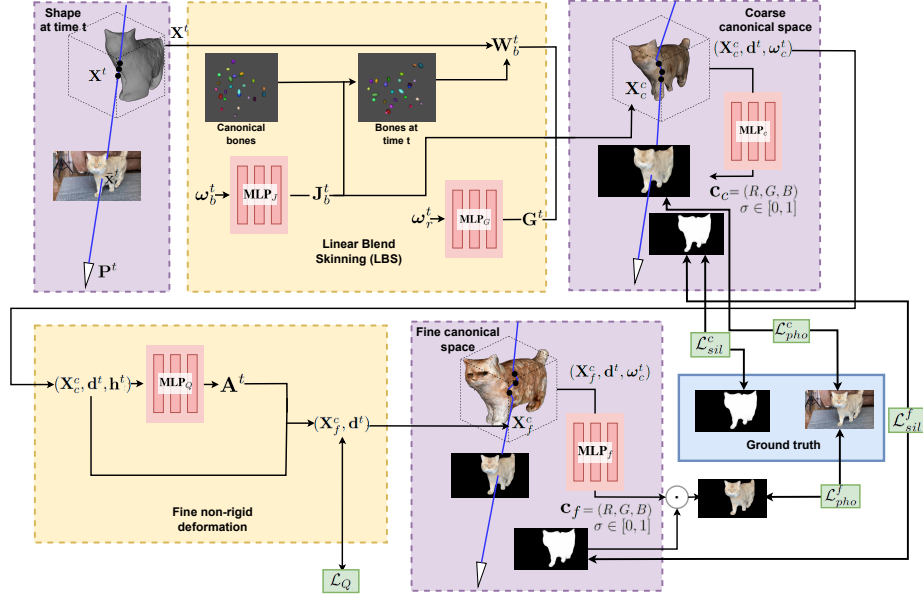 Shape
at time t
X^t
X^t
x̄^t
P^t
Canonical
bones
Bones at
time t
W_b^t
ω_b^t
MLP_J
J_b^t
ω_r^t
MLP_G
G^t
Linear Blend
Skinning (LBS)
Coarse
canonical space
(X_c^c, d^t, ω_c^t)
X_c^c
MLP_c
c_c = (R, G, B)
σ ∈ [0, 1]
(X_c^c, d^t, h^t)
MLP_Q
A^t
(X_f^c, d^t)
Fine non-rigid
deformation
L_Q
Fine canonical
space
(X_f^c, d^t, ω_c^t)
X_f^c
MLP_f
c_f = (R, G, B)
σ ∈ [0, 1]
L_sil^c
L_pho^c
Ground truth
L_sil^f
L_pho^f